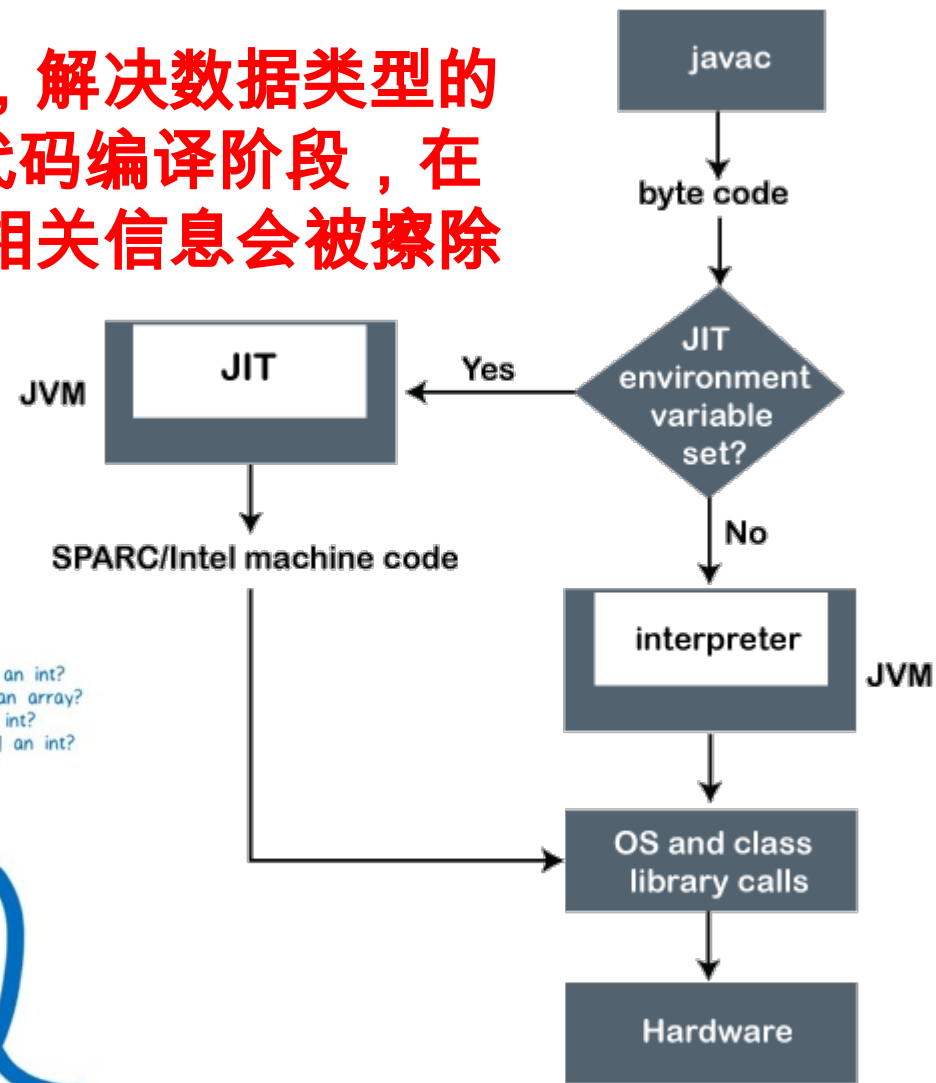 ，解决数据类型的
代码编译阶段，在
相关信息会被擦除
javac
byte code
JIT
environment
variable
set?
Yes
JIT
JVM
SPARC/Intel machine code
No
interpreter
JVM
an int?
an array?
int?
an int?
OS and class
library calls
Hardware